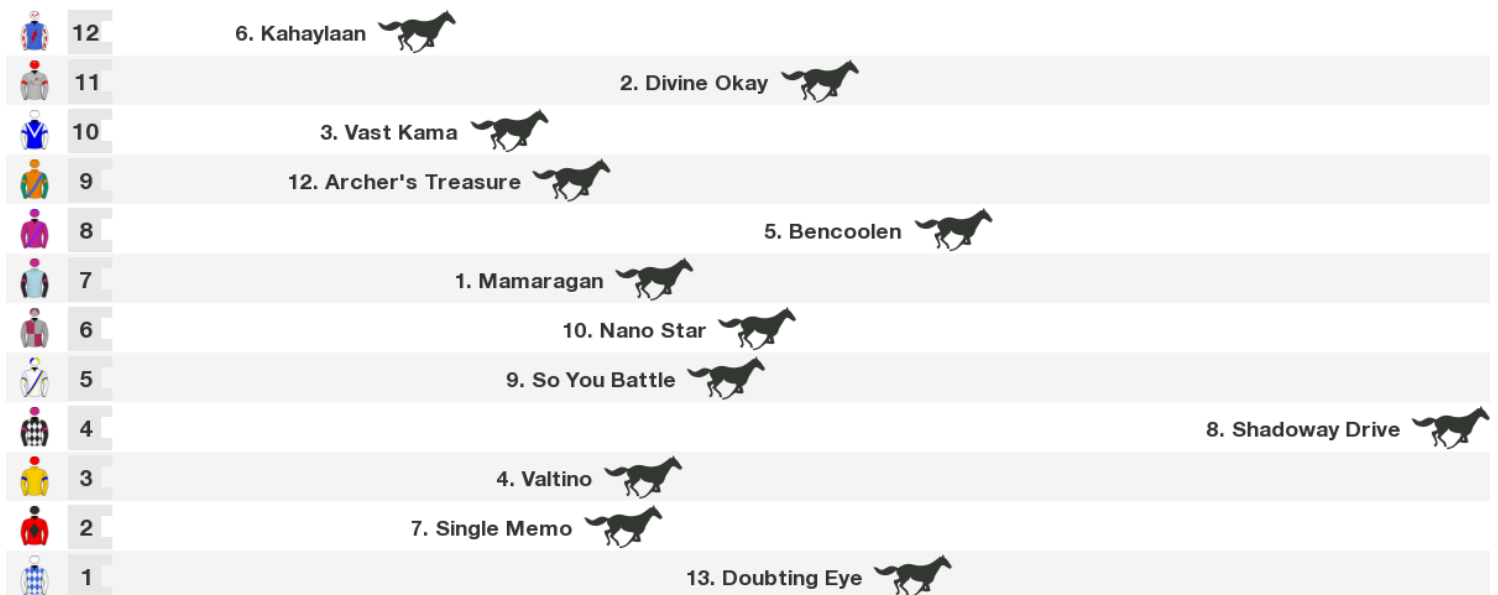 12 6. Kahaylaan
11 2. Divine Okay
10 3. Vast Kama
9 12. Archer's Treasure
8 5. Bencoolen
7 1. Mamaragan
6 10. Nano Star
5 9. So You Battle
4 8. Shadoway Drive
3 4. Valtino
2 7. Single Memo
1 13. Doubting Eye